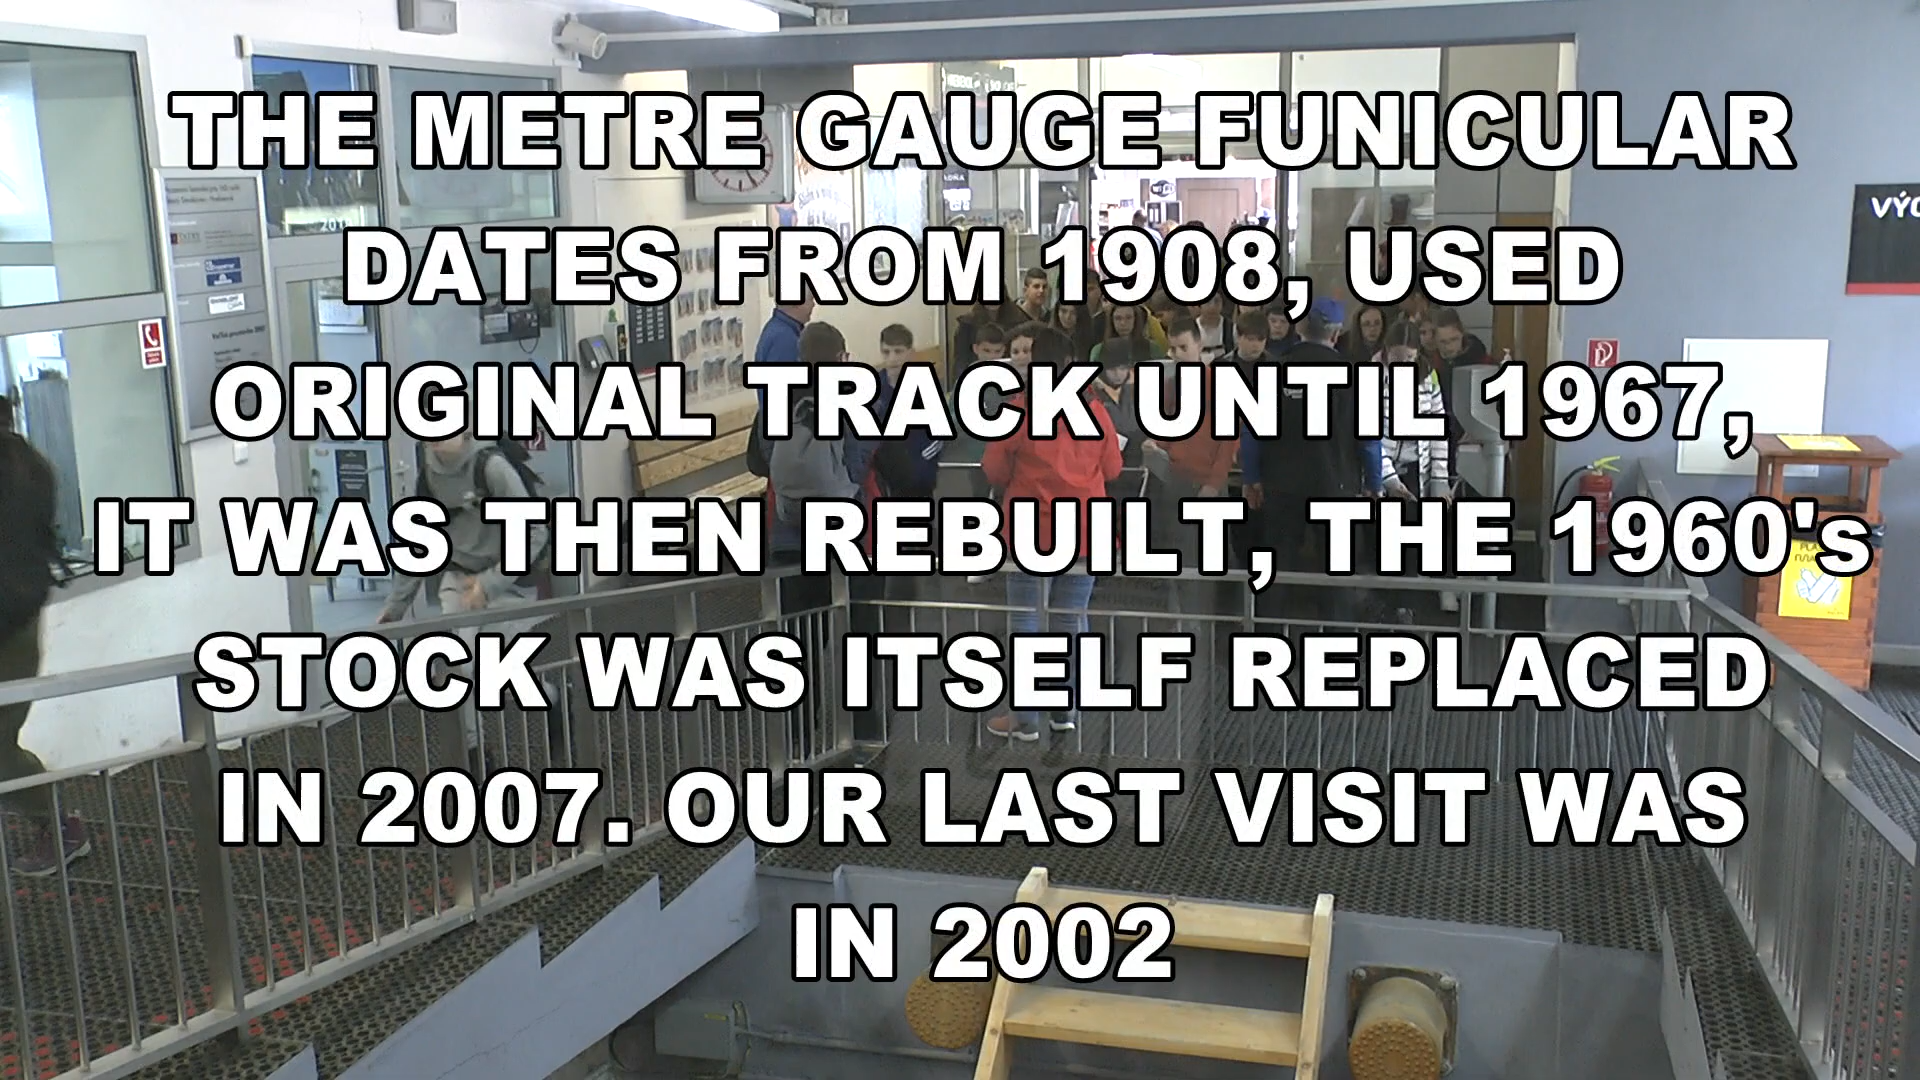 THE METRE GAUGE FUNICULAR
DATES FROM 1908, USED
ORIGINAL TRACK UNTIL 1967,
IT WAS THEN REBUILT, THE 1960's
STOCK WAS ITSELF REPLACED
IN 2007. OUR LAST VISIT WAS
IN 2002
VÝC